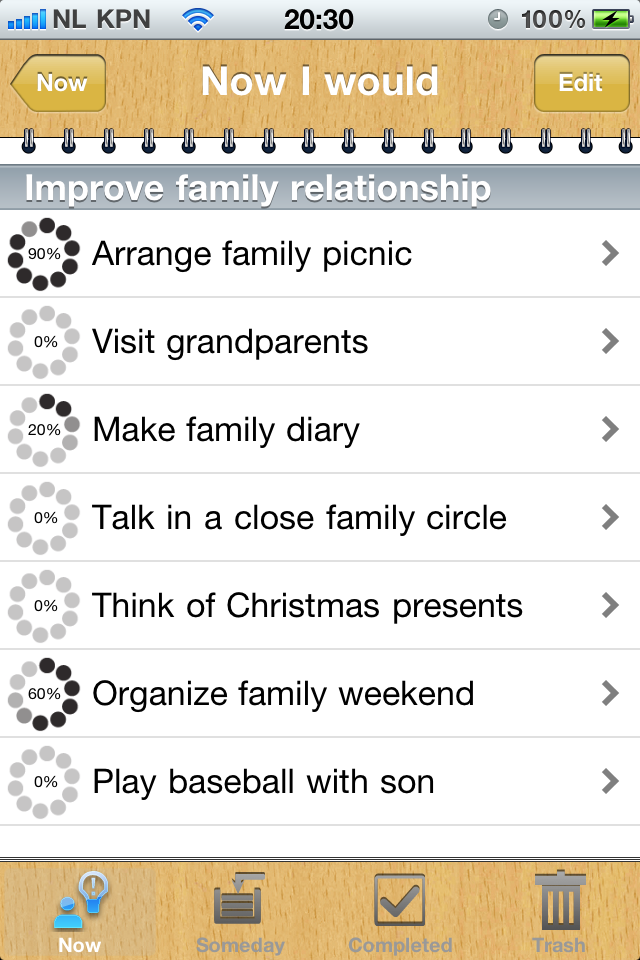 NL KPN 20:30 100%
Now Now I would Edit
Improve family relationship
90% Arrange family picnic
0% Visit grandparents
20% Make family diary
0% Talk in a close family circle
0% Think of Christmas presents
60% Organize family weekend
0% Play baseball with son
Now Someday Completed Trash